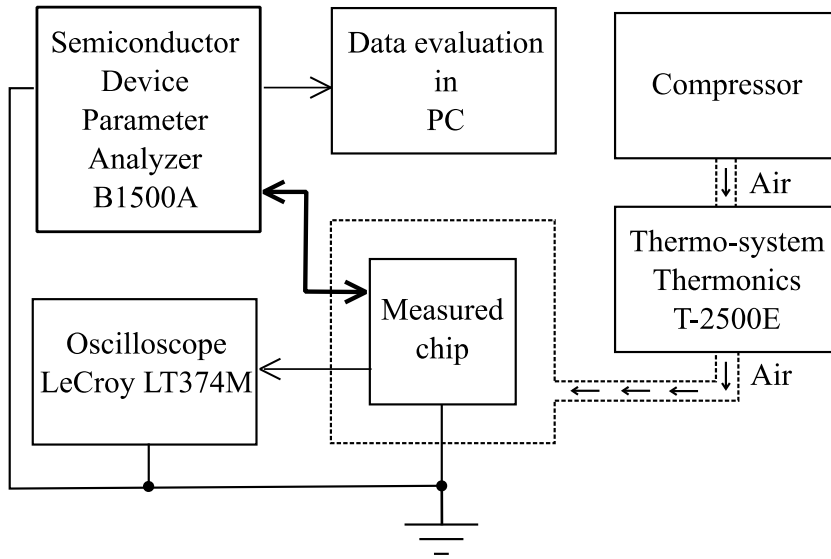 Semiconductor
Device
Parameter
Analyzer
B1500A
Data evaluation
in
PC
Compressor
Air
Thermo-system
Thermonics
T-2500E
Air
Measured
chip
Oscilloscope
LeCroy LT374M